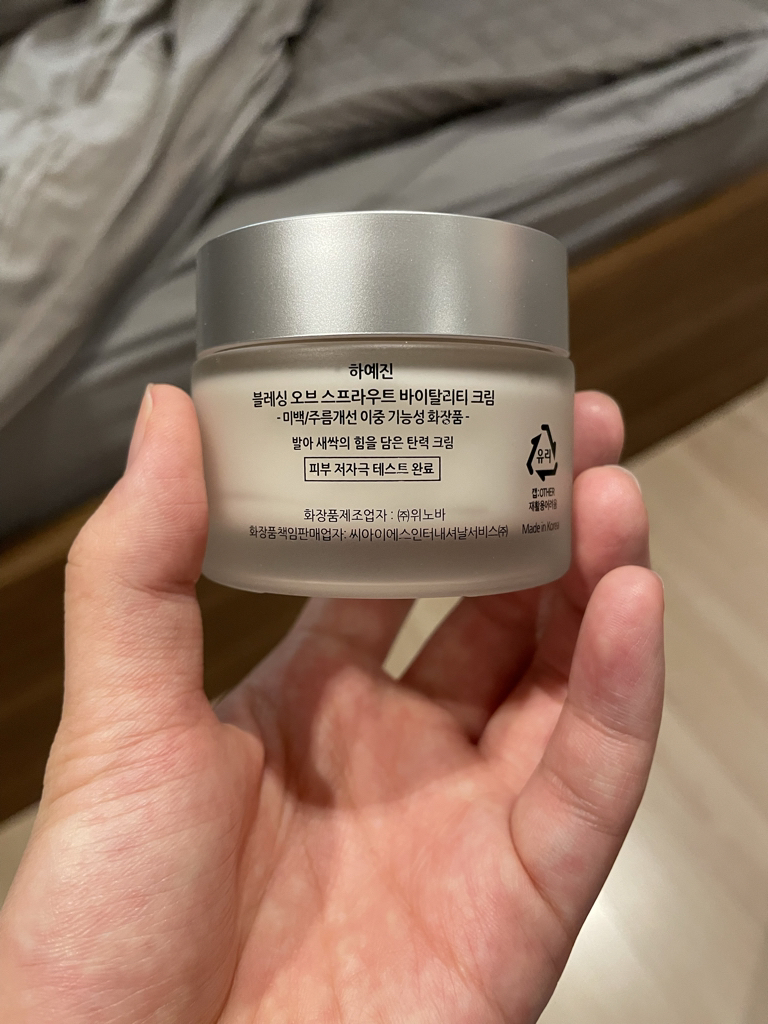 하예진
블레싱 오브 스프라우트 바이탈리티 크림
- 미백/주름개선 이중 기능성 화장품 -
발아 새싹의 힘을 담은 탄력 크림
피부 저자극 테스트 완료
화장품제조업자 : ㈜위노바
화장품책임판매업자: 씨아이에스인터내셔날서비스㈜
유리
캡:OTHER
재활용어려움
Made in Korea